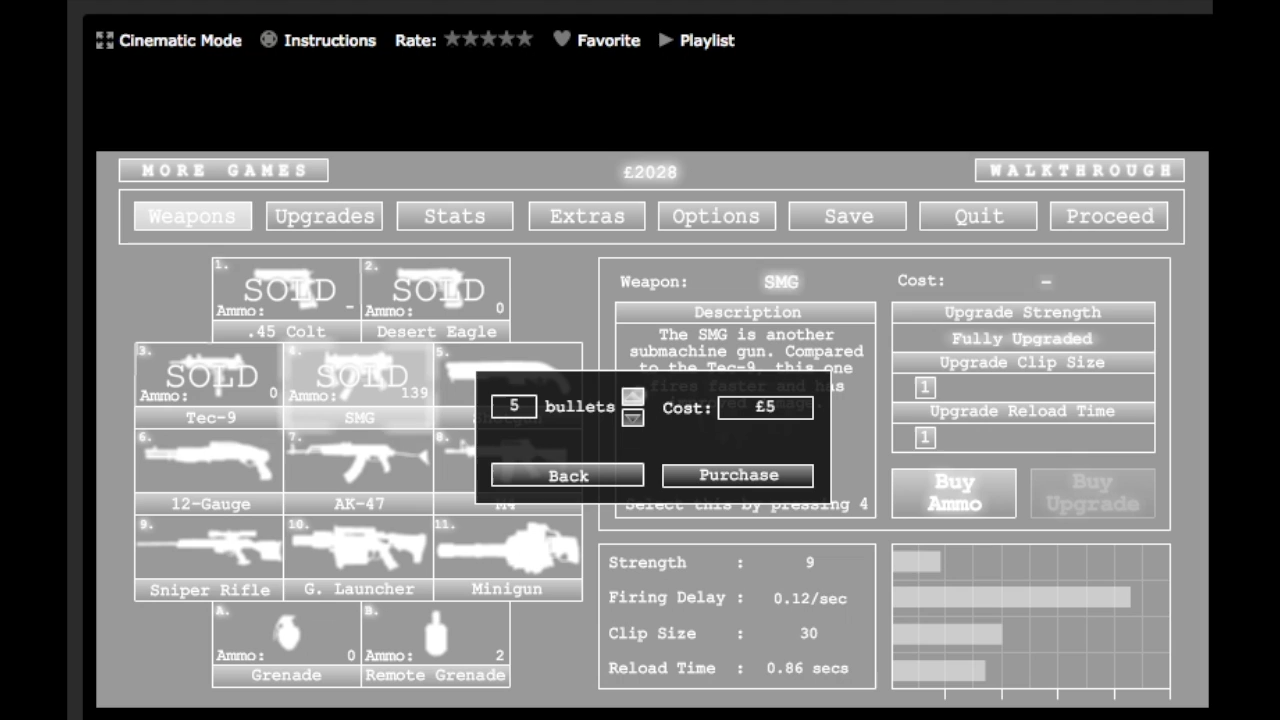 Cinematic Mode Instructions Rate: Favorite Playlist
MORE GAMES £2028 WALKTHROUGH
Weapons Upgrades Stats Extras Options Save Quit Proceed
1. SOLD Ammo: - 2. SOLD Ammo: 0
.45 Colt Desert Eagle
3. SOLD Ammo: 0 4. SOLD Ammo: 139 5.
Tec-9 SMG Shotgun
6. 7. 8.
12-Gauge AK-47 M4
9. 10. 11.
Sniper Rifle G. Launcher Minigun
A. Ammo: 0 B. Ammo: 2
Grenade Remote Grenade
Weapon: SMG
Description
The SMG is another
submachine gun. Compared
to the Tec-9, this one
fires faster and has
improved damage.
Select this by pressing 4
5 bullets Cost: £5
Back Purchase
Cost: -
Upgrade Strength
Fully Upgraded
Upgrade Clip Size
1
Upgrade Reload Time
1
Buy Ammo Buy Upgrade
Strength : 9
Firing Delay : 0.12/sec
Clip Size : 30
Reload Time : 0.86 secs